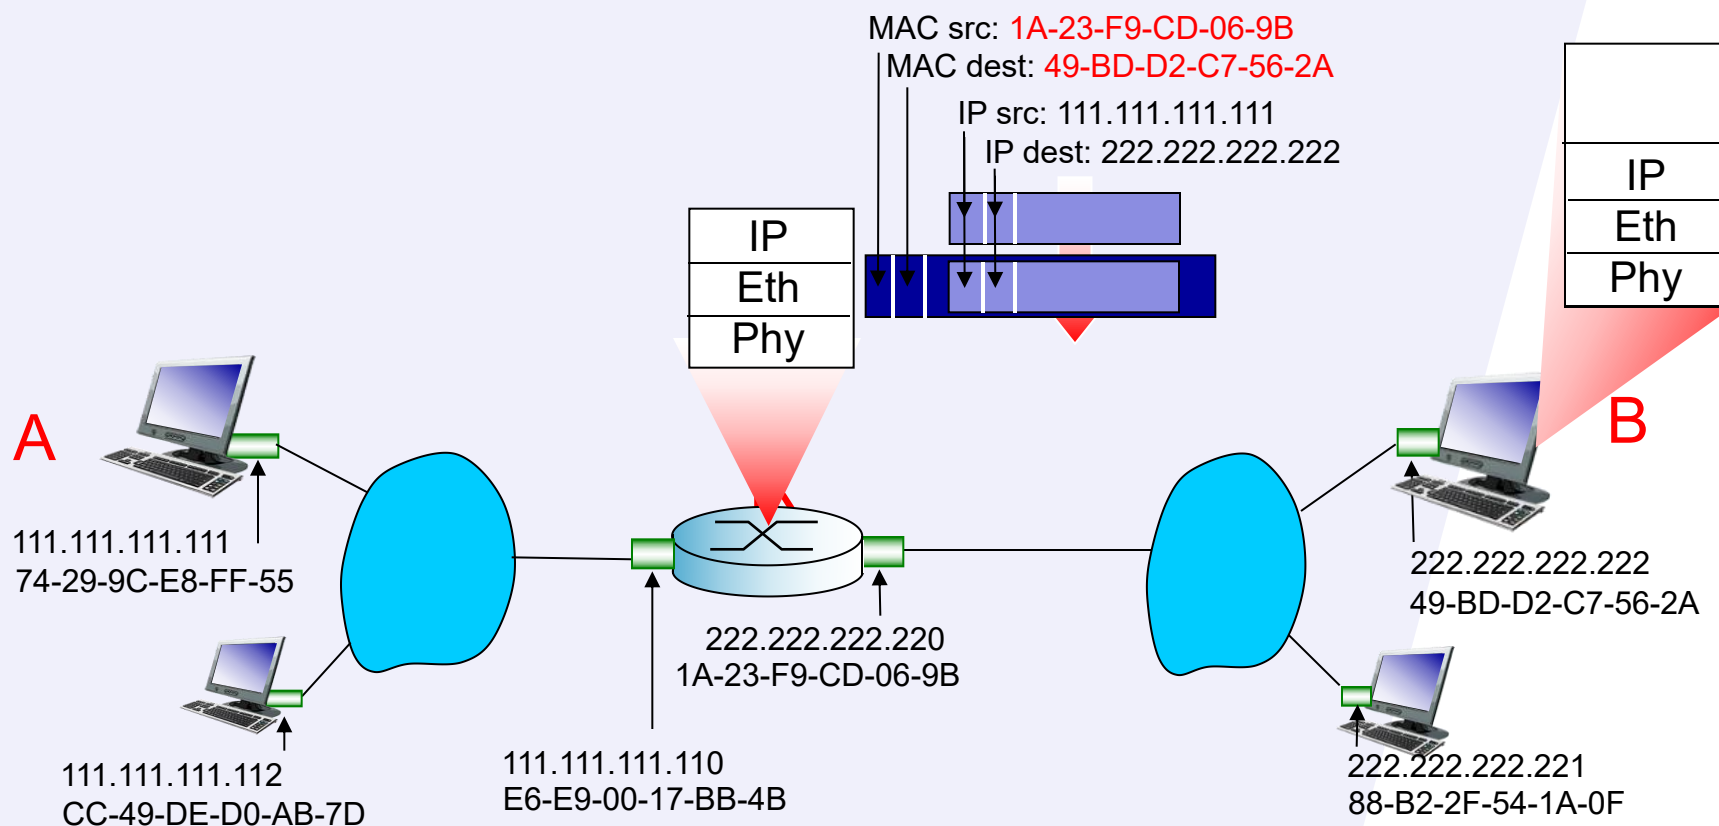 MAC src: 1A-23-F9-CD-06-9B
MAC dest: 49-BD-D2-C7-56-2A
IP src: 111.111.111.111
IP dest: 222.222.222.222
IP
Eth
Phy
IP
Eth
Phy
A
B
111.111.111.111
74-29-9C-E8-FF-55
222.222.222.222
49-BD-D2-C7-56-2A
222.222.222.220
1A-23-F9-CD-06-9B
111.111.111.112
CC-49-DE-D0-AB-7D
111.111.111.110
E6-E9-00-17-BB-4B
222.222.222.221
88-B2-2F-54-1A-0F